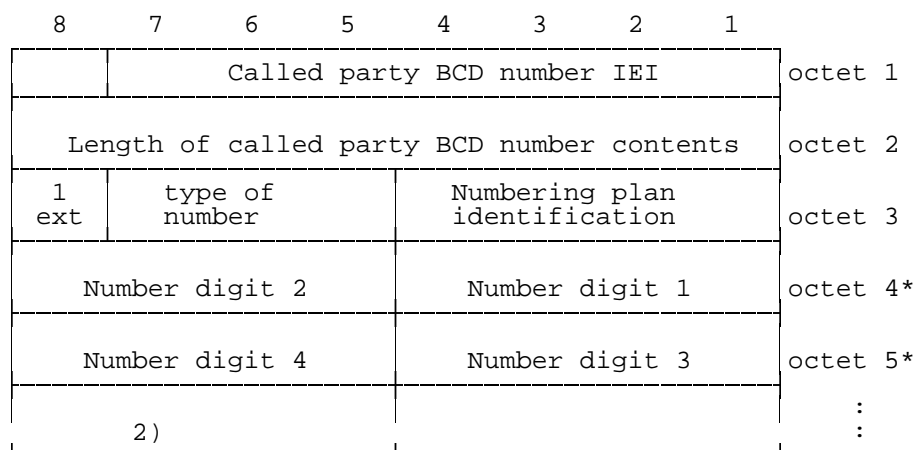 8 7 6 5 4 3 2 1
Called party BCD number IEI octet 1
Length of called party BCD number contents octet 2
1 type of Numbering plan
ext number identification octet 3
Number digit 2 Number digit 1 octet 4*
Number digit 4 Number digit 3 octet 5*
:
2) :